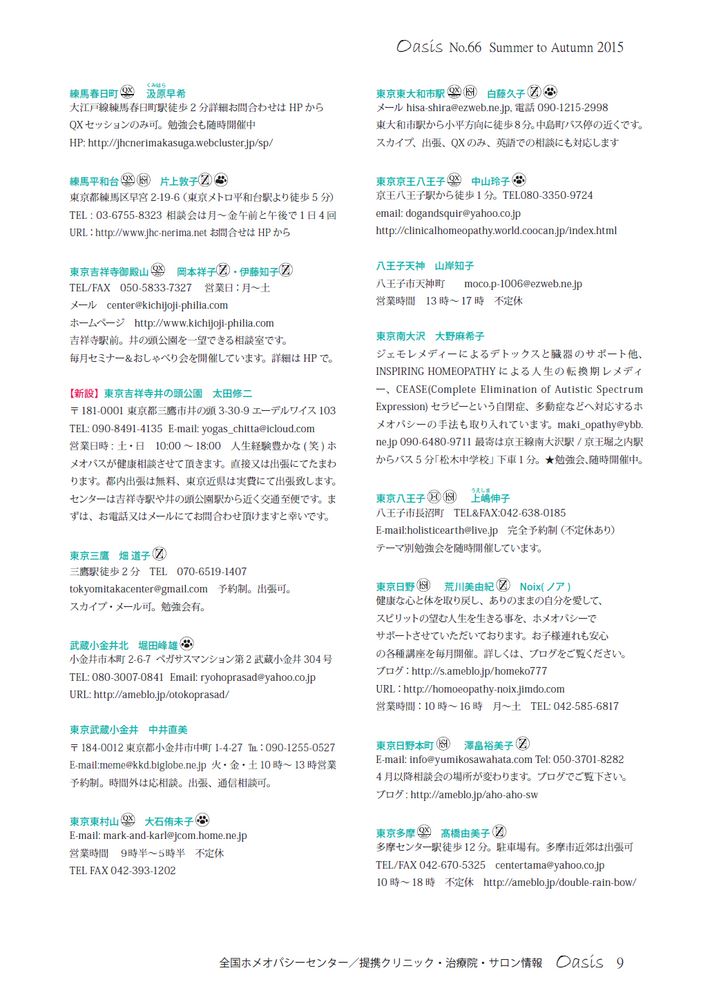 Oasis No.66 Summer to Autumn 2015
練馬春日町 QX 汲原早希
くみはら
大江戸線練馬春日町駅徒歩2分詳細お問合わせはHPから
QXセッションのみ可。勉強会も随時開催中
HP: http://jhcnerimakasuga.webcluster.jp/sp/
練馬平和台 QX 片上敦子 Z
東京都練馬区早宮2-19-6（東京メトロ平和台駅より徒歩5分）
TEL : 03-6755-8323 相談会は月～金午前と午後で1日4回
URL : http://www.jhc-nerima.net お問合せはHPから
東京吉祥寺御殿山 QX 岡本祥子 Z・伊藤知子 Z
TEL/FAX 050-5833-7327 営業日：月～土
メール center@kichijoji-philia.com
ホームページ http://www.kichijoji-philia.com
吉祥寺駅前。井の頭公園を一望できる相談室です。
毎月セミナー&おしゃべり会を開催しています。詳細はHPで。
【新設】東京吉祥寺井の頭公園 太田修二
〒181-0001 東京都三鷹市井の頭3-30-9エーデルワイス103
TEL: 090-8491-4135 E-mail: yogas_chitta@icloud.com
営業日時： 土・日 10:00 ～ 18:00 人生経験豊かな(笑)ホ
メオパスが健康相談させて頂きます。直接又は出張にてたまわ
ります。都内出張は無料、東京近県は実費にて出張致します。
センターは吉祥寺駅や井の頭公園駅から近く交通至便です。ま
ずは、お電話又はメールにてお問合わせ頂けますと幸いです。
東京三鷹 畑 道子 Z
三鷹駅徒歩2分 TEL 070-6519-1407
tokyomitakacenter@gmail.com 予約制。出張可。
スカイプ・メール可。勉強会有。
武蔵小金井北 堀田峰雄
小金井市本町2-6-7 ペガサスマンション第2武蔵小金井304号
TEL: 080-3007-0841 Email: ryohoprasad@yahoo.co.jp
URL: http://ameblo.jp/otokoprasad/
東京武蔵小金井 中井直美
〒184-0012 東京都小金井市中町1-4-27 ℡：090-1255-0527
E-mail:meme@kkd.biglobe.ne.jp 火・金・土10時～13時営業
予約制。時間外は応相談。出張、通信相談可。
東京東村山 QX 大石侑未子
E-mail: mark-and-karl@jcom.home.ne.jp
営業時間 9時半～5時半 不定休
TEL FAX 042-393-1202
東京東大和市駅 QX 白藤久子 Z
メール hisa-shira@ezweb.ne.jp, 電話 090-1215-2998
東大和市駅から小平方向に徒歩8分。中島町バス停の近くです。
スカイプ、出張、QXのみ、英語での相談にも対応します
東京京王八王子 QX 中山玲子
京王八王子駅から徒歩1分。TEL080-3350-9724
email: dogandsquir@yahoo.co.jp
http://clinicalhomeopathy.world.coocan.jp/index.html
八王子天神 山岸知子
八王子市天神町 moco.p-1006@ezweb.ne.jp
営業時間 13時～17時 不定休
東京南大沢 大野麻希子
ジェモレメディーによるデトックスと臓器のサポート他、
INSPIRING HOMEOPATHYによる人生の転換期レメディ
ー、CEASE(Complete Elimination of Autistic Spectrum
Expression) セラピーという自閉症、多動症などへ対応するホ
メオパシーの手法も取り入れています。maki_opathy@ybb.
ne.jp 090-6480-9711 最寄は京王線南大沢駅/京王堀之内駅
からバス5分「松木中学校」下車1分。★勉強会、随時開催中。
東京八王子 上嶋伸子
うえしま
八王子市長沼町 TEL&FAX:042-638-0185
E-mail:holisticearth@live.jp 完全予約制（不定休あり）
テーマ別勉強会を随時開催しています。
東京日野 荒川美由紀 Z Noix(ノア)
健康な心と体を取り戻し、ありのままの自分を愛して、
スピリットの望む人生を生きる事を、ホメオパシーで
サポートさせていただいております。お子様連れも安心
の各種講座を毎月開催。詳しくは、ブログをご覧ください。
ブログ：http://s.ameblo.jp/homeko777
URL : http://homoeopathy-noix.jimdo.com
営業時間：10時～16時 月～土 TEL: 042-585-6817
東京日野本町 澤畠裕美子 Z
E-mail: info@yumikosawahata.com Tel: 050-3701-8282
4月以降相談会の場所が変わります。ブログでご覧下さい。
ブログ: http://ameblo.jp/aho-aho-sw
東京多摩 QX 髙橋由美子 Z
多摩センター駅徒歩12分。駐車場有。多摩市近郊は出張可
TEL/FAX 042-670-5325 centertama@yahoo.co.jp
10時～18時 不定休 http://ameblo.jp/double-rain-bow/
全国ホメオパシーセンター／提携クリニック・治療院・サロン情報 Oasis 9